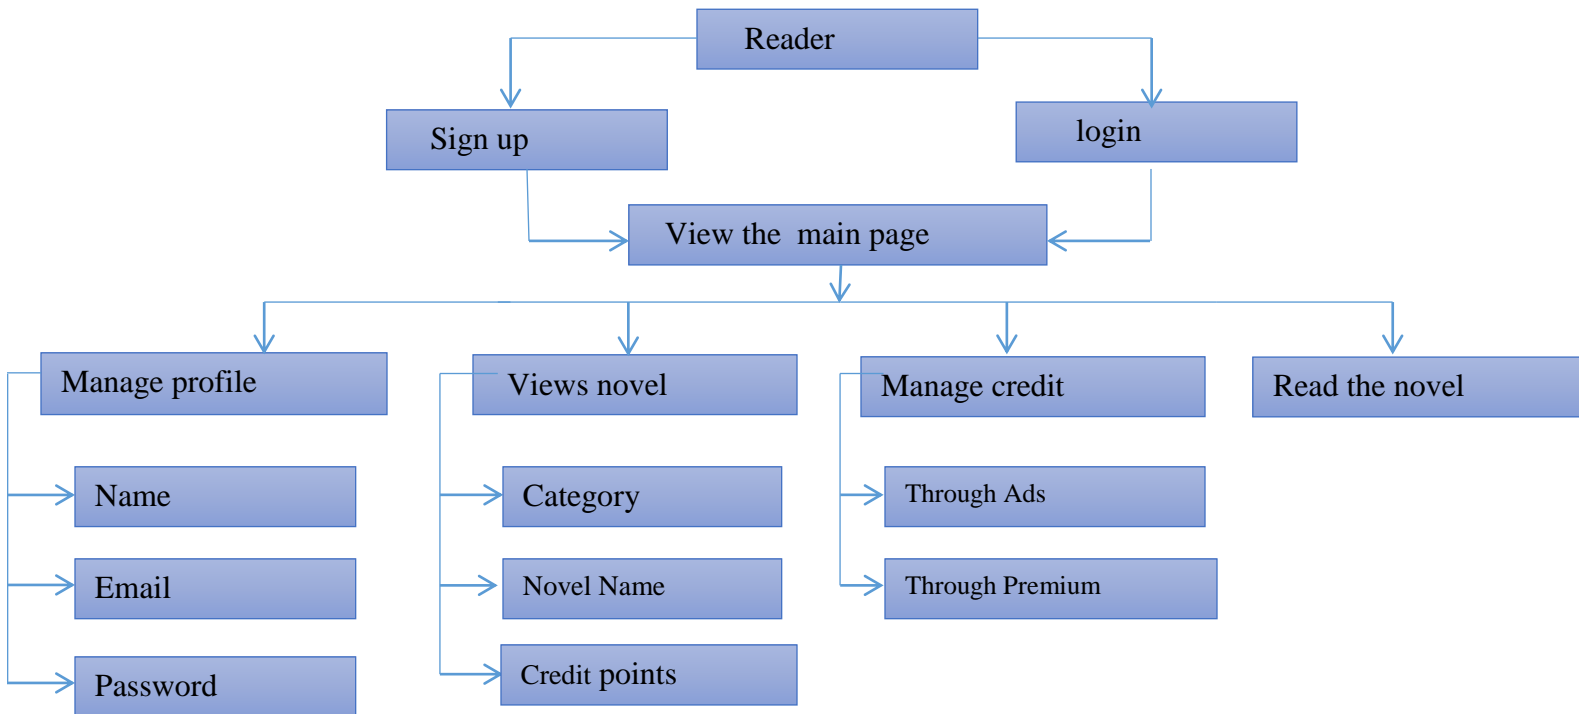 Reader
Sign up
login
View the main page
Manage profile
Views novel
Manage credit
Read the novel
Name
Category
Through Ads
Email
Novel Name
Through Premium
Password
Credit points